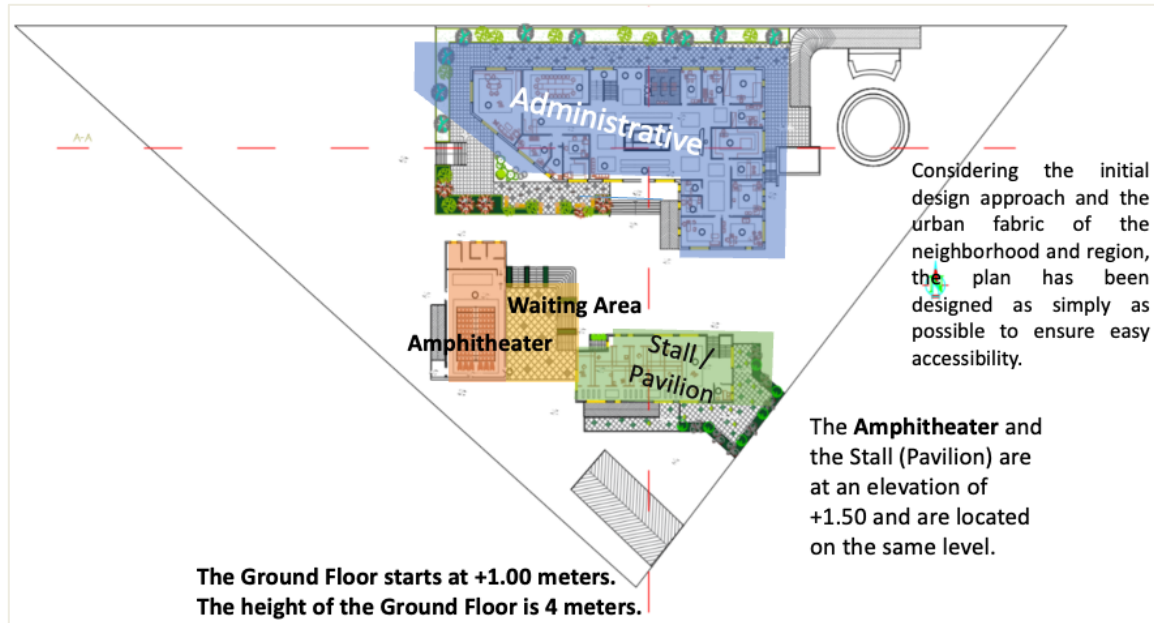 A-A
Administrative
Considering the initial
design approach and the
urban fabric of the
neighborhood and region,
the plan has been
designed as simply as
possible to ensure easy
accessibility.
Waiting Area
Amphitheater
Stall /
Pavilion
The Amphitheater and
the Stall (Pavilion) are
at an elevation of
+1.50 and are located
on the same level.
The Ground Floor starts at +1.00 meters.
The height of the Ground Floor is 4 meters.